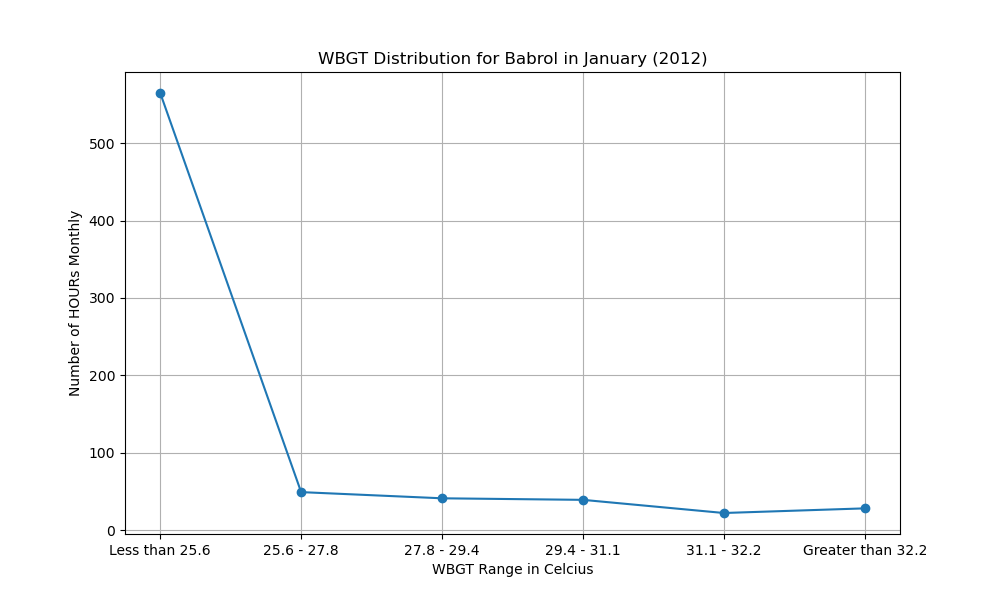 WBGT Distribution for Babrol in January (2012)
Number of HOURs Monthly
500
400
300
200
100
0
Less than 25.6 25.6 - 27.8 27.8 - 29.4 29.4 - 31.1 31.1 - 32.2 Greater than 32.2
WBGT Range in Celcius